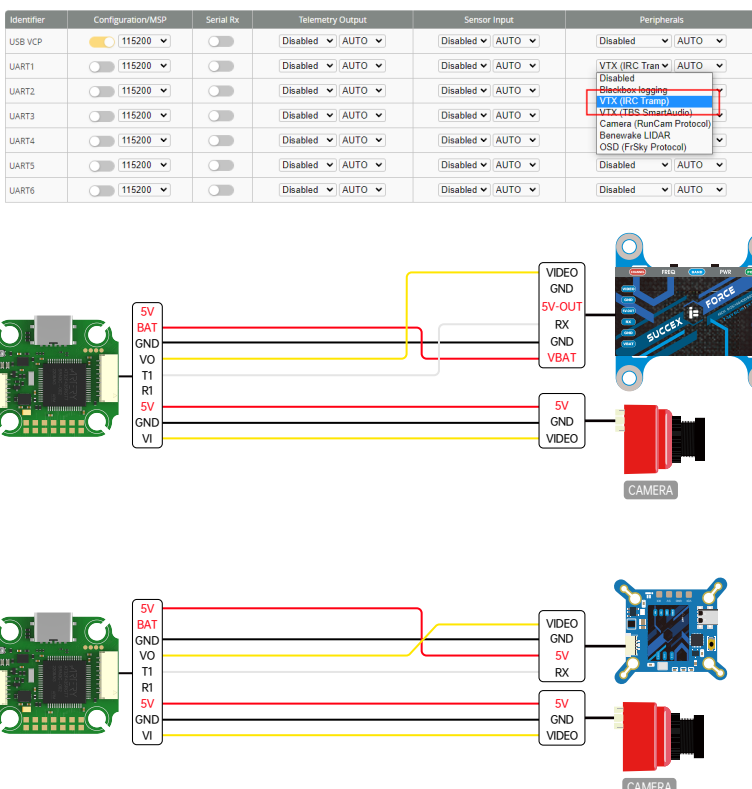 Identifier Configuration/MSP Serial Rx Telemetry Output Sensor Input Peripherals
USB VCP 115200 Disabled AUTO Disabled AUTO Disabled AUTO
UART1 115200 Disabled AUTO Disabled AUTO VTX (IRC Tran AUTO
Disabled
UART2 115200 Disabled AUTO Disabled AUTO Blackbox logging
VTX (IRC Tramp)
UART3 115200 Disabled AUTO Disabled AUTO VTX (TBS SmartAudio)
Camera (RunCam Protocol)
UART4 115200 Disabled AUTO Disabled AUTO Benewake LIDAR
OSD (FrSky Protocol)
UART5 115200 Disabled AUTO Disabled AUTO Disabled AUTO
UART6 115200 Disabled AUTO Disabled AUTO Disabled AUTO
5V
BAT
GND
VO
T1
R1
5V
GND
VI
VIDEO
GND
5V-OUT
RX
GND
VBAT
FREQ PWR
SUCCEX FORCE
5V
GND
VIDEO
CAMERA
5V
BAT
GND
VO
T1
R1
5V
GND
VI
VIDEO
GND
5V
RX
5V
GND
VIDEO
CAMERA